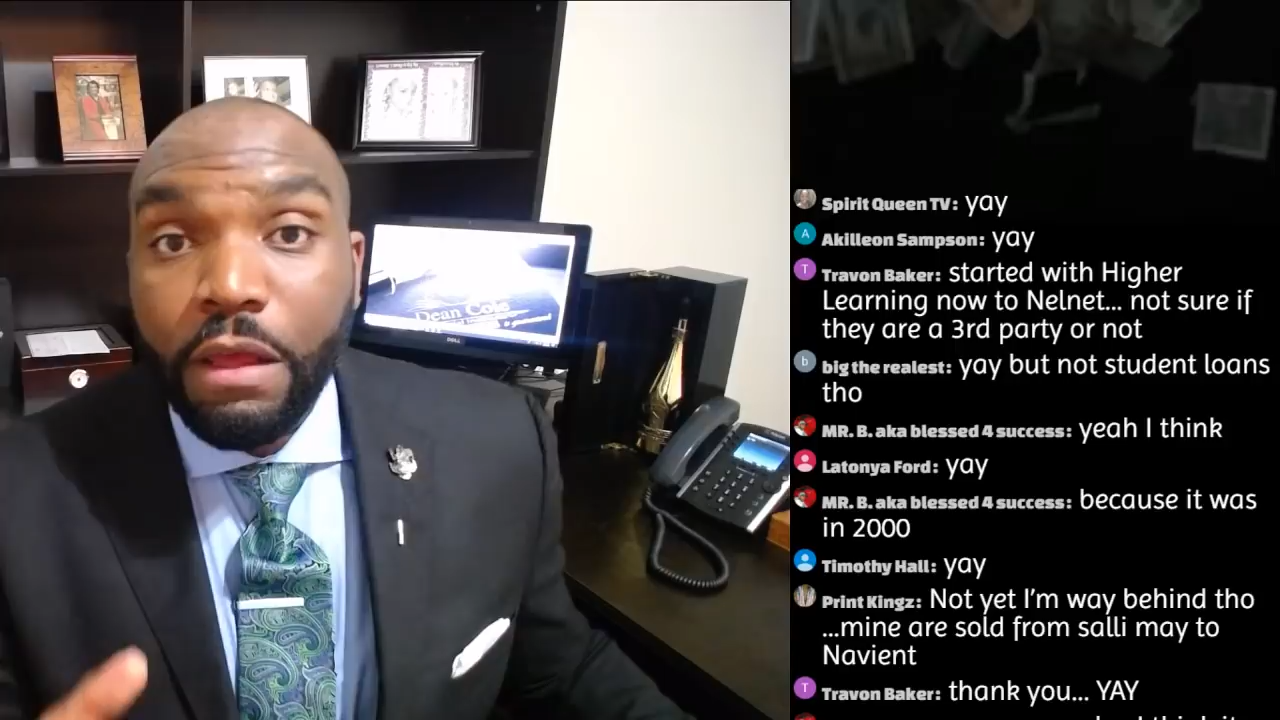 Dean Cole
DELL
Spirit Queen TV: yay
Akilleon Sampson: yay
Travon Baker: started with Higher
Learning now to Nelnet... not sure if
they are a 3rd party or not
big the realest: yay but not student loans
tho
MR. B. aka blessed 4 success: yeah I think
Latonya Ford: yay
MR. B. aka blessed 4 success: because it was
in 2000
Timothy Hall: yay
Print Kingz: Not yet I'm way behind tho
...mine are sold from salli may to
Navient
Travon Baker: thank you... YAY